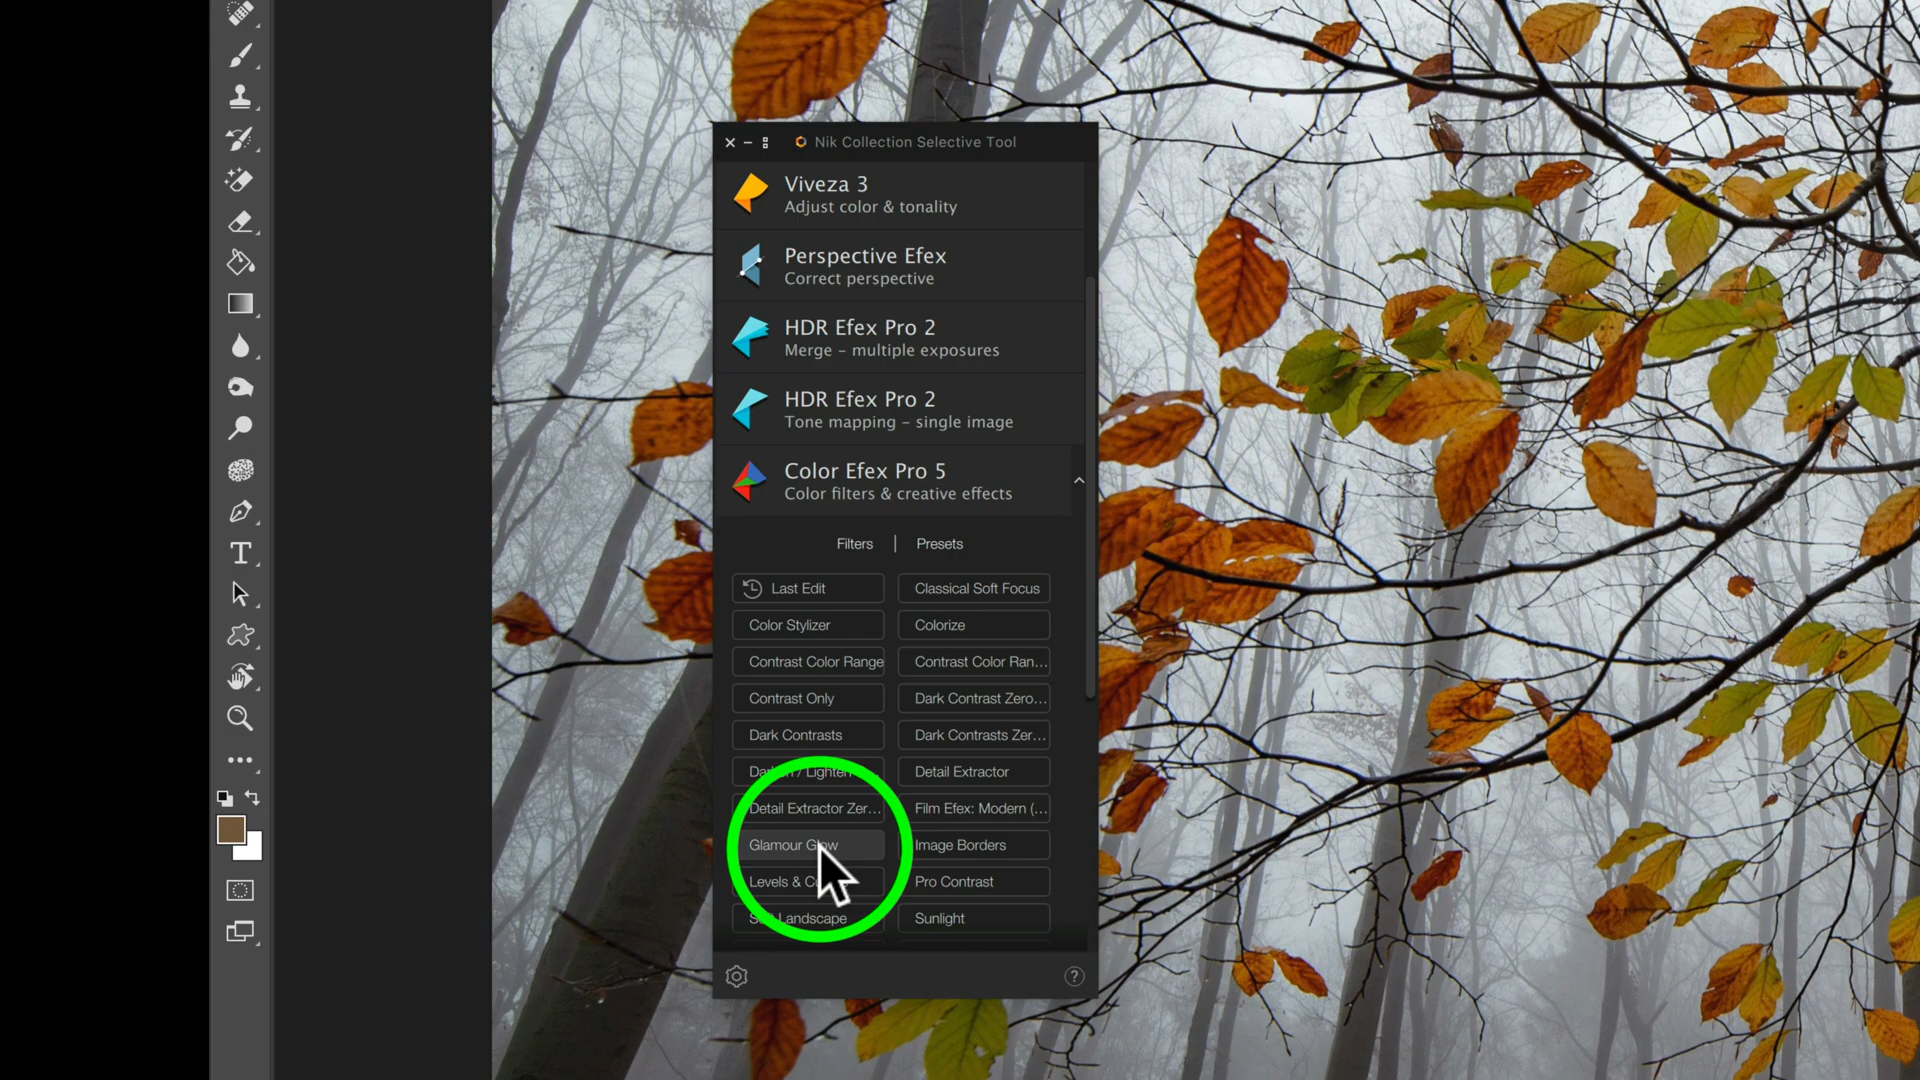 Nik Collection Selective Tool
Viveza 3
Adjust color & tonality
Perspective Efex
Correct perspective
HDR Efex Pro 2
Merge – multiple exposures
HDR Efex Pro 2
Tone mapping – single image
Color Efex Pro 5
Color filters & creative effects
Filters | Presets
Last Edit
Classical Soft Focus
Color Stylizer
Colorize
Contrast Color Range
Contrast Color Ran...
Contrast Only
Dark Contrast Zero...
Dark Contrasts
Dark Contrasts Zer...
/ Lighten
Detail Extractor
Detail Extractor Zer...
Film Efex: Modern (...
Glamour Glow
Image Borders
Levels &
Pro Contrast
Landscape
Sunlight
T
?